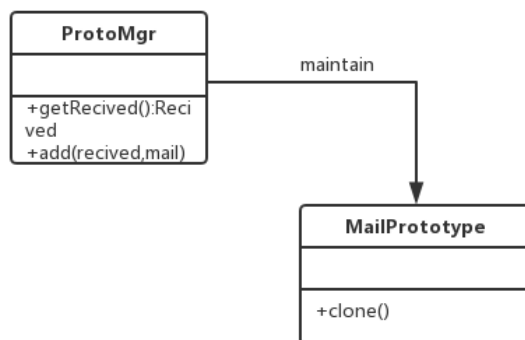 ProtoMgr
+getRecived():Reci
ved
+add(recived,mail)
maintain
MailPrototype
+clone()